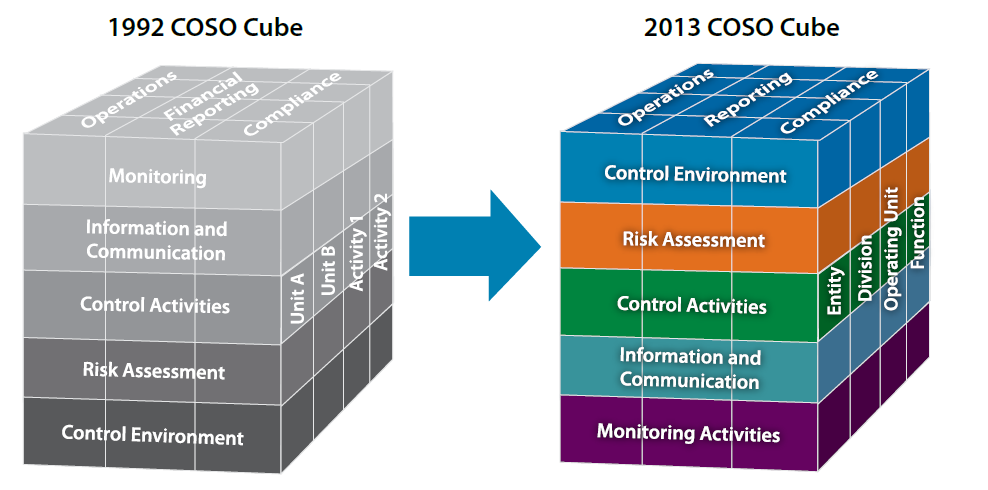 1992 COSO Cube
Operations
Financial
Reporting
Compliance
Monitoring
Information and
Communication
Control Activities
Risk Assessment
Control Environment
Unit A
Unit B
Activity 1
Activity 2
2013 COSO Cube
Operations
Reporting
Compliance
Control Environment
Risk Assessment
Control Activities
Information and
Communication
Monitoring Activities
Entity
Division
Operating Unit
Function